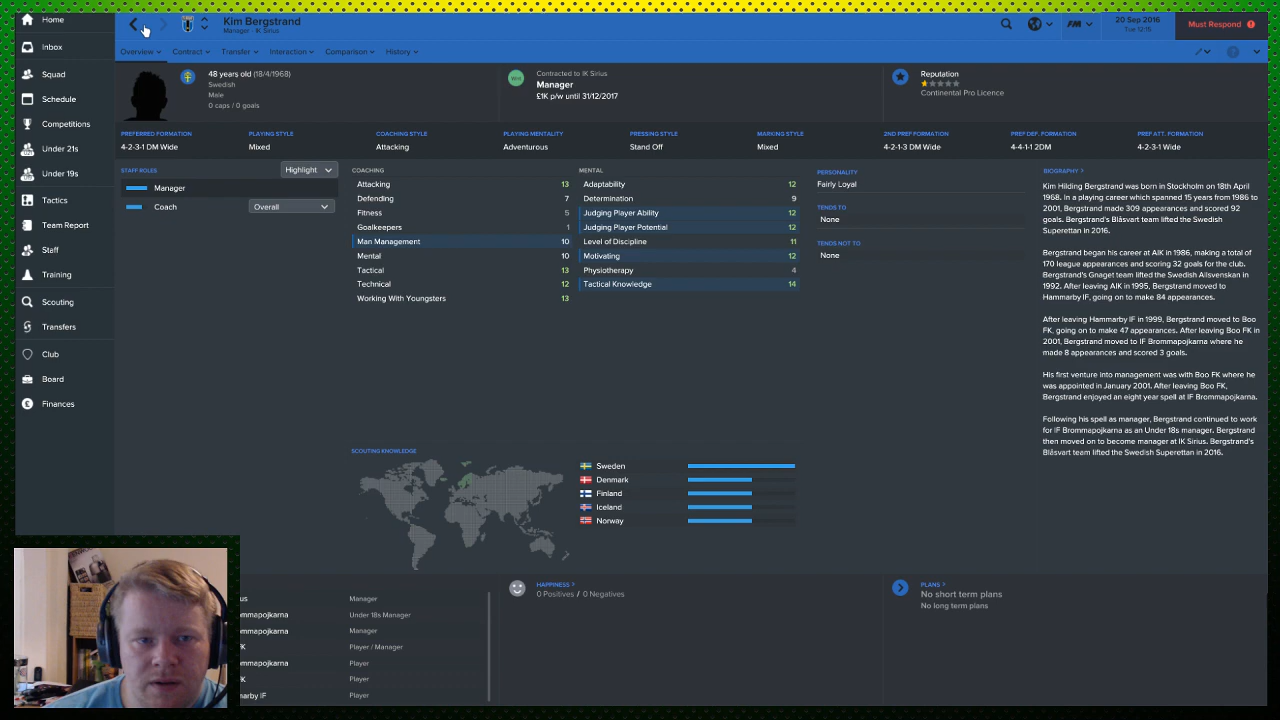 Home
Kim Bergstrand
Manager - IK Sirius
20 Sep 2016
Tue 12:15
Must Respond
FM
Inbox
Squad
Schedule
Competitions
Under 21s
Under 19s
Tactics
Team Report
Staff
Training
Scouting
Transfers
Club
Board
Finances
Overview
Contract
Transfer
Interaction
Comparison
History
48 years old (18/4/1968)
Swedish
Male
0 caps / 0 goals
Contracted to IK Sirius
Manager
£1K p/w until 31/12/2017
Reputation
Continental Pro Licence
PREFERRED FORMATION
4-2-3-1 DM Wide
PLAYING STYLE
Mixed
COACHING STYLE
Attacking
PLAYING MENTALITY
Adventurous
PRESSING STYLE
Stand Off
MARKING STYLE
Mixed
2ND PREF FORMATION
4-2-1-3 DM Wide
PREF DEF. FORMATION
4-4-1-1 2DM
PREF ATT. FORMATION
4-2-3-1 Wide
STAFF ROLES
Highlight
Manager
Coach
Overall
COACHING
Attacking 13
Defending 7
Fitness 5
Goalkeepers 1
Man Management 10
Mental 10
Tactical 13
Technical 12
Working With Youngsters 13
MENTAL
Adaptability 12
Determination 9
Judging Player Ability 12
Judging Player Potential 12
Level of Discipline 11
Motivating 12
Physiotherapy 4
Tactical Knowledge 14
PERSONALITY
Fairly Loyal
TENDS TO
None
TENDS NOT TO
None
BIOGRAPHY ?
Kim Hilding Bergstrand was born in Stockholm on 18th April
1968. In a playing career which spanned 15 years from 1986 to
2001, Bergstrand made 309 appearances and scored 92
goals. Bergstrand's Blåsvart team lifted the Swedish
Superettan in 2016.
Bergstrand began his career at AIK in 1986, making a total of
170 league appearances and scoring 32 goals for the club.
Bergstrand's Gnaget team lifted the Swedish Allsvenskan in
1992. After leaving AIK in 1995, Bergstrand moved to
Hammarby IF, going on to make 84 appearances.
After leaving Hammarby IF in 1999, Bergstrand moved to Boo
FK, going on to make 47 appearances. After leaving Boo FK in
2001, Bergstrand moved to IF Brommapojkarna where he
made 8 appearances and scored 3 goals.
His first venture into management was with Boo FK where he
was appointed in January 2001. After leaving Boo FK,
Bergstrand enjoyed an eight year spell at IF Brommapojkarna.
Following his spell as manager, Bergstrand continued to work
for IF Brommapojkarna as an Under 18s manager. Bergstrand
then moved on to become manager at IK Sirius. Bergstrand's
Blåsvart team lifted the Swedish Superettan in 2016.
SCOUTING KNOWLEDGE
Sweden
Denmark
Finland
Iceland
Norway
us Manager
ommapojkarna Under 18s Manager
ommapojkarna Manager
K Player / Manager
ommapojkarna Player
K Player
marby IF Player
HAPPINESS ?
0 Positives / 0 Negatives
PLANS ?
No short term plans
No long term plans